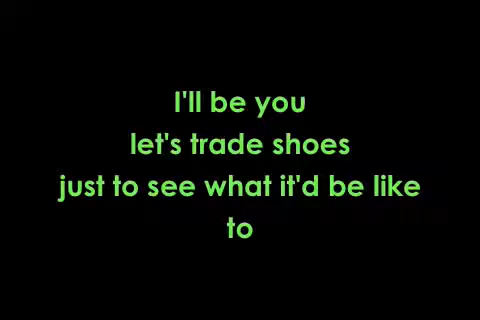 I'll be you
let's trade shoes
just to see what it'd be like
to